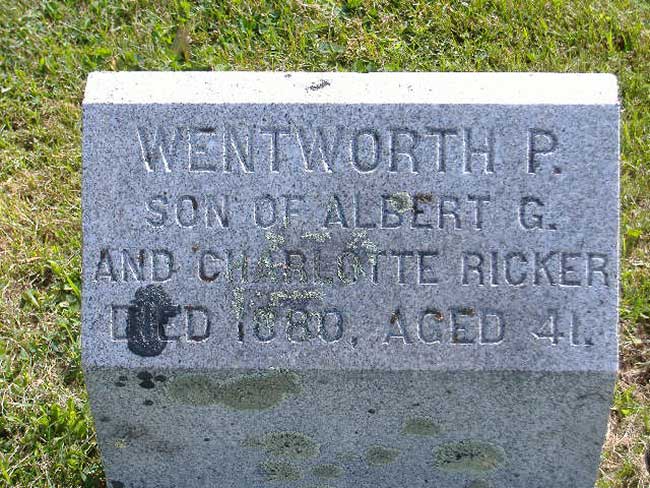 WENTWORTH P.
SON OF ALBERT G.
AND CHARLOTTE RICKER
DIED 1880, AGED 41.